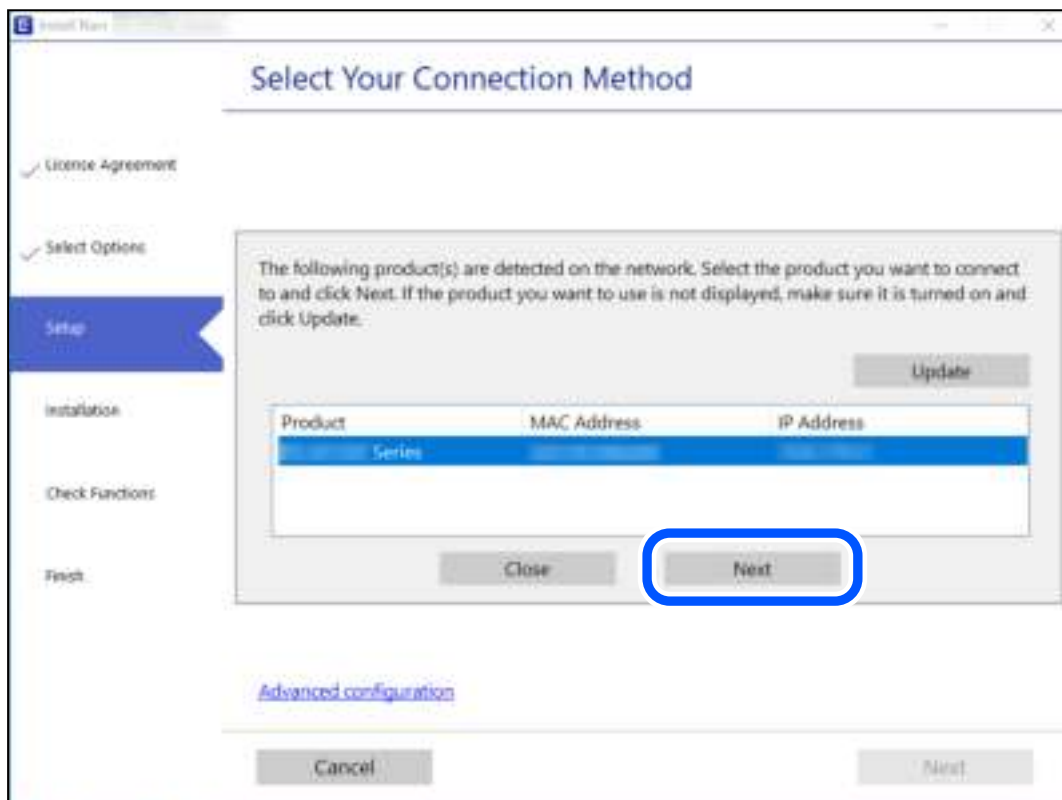 Install Navi
Select Your Connection Method
License Agreement
Select Options
Setup
Installation
Check Functions
Finish
The following product(s) are detected on the network. Select the product you want to connect
to and click Next. If the product you want to use is not displayed, make sure it is turned on and
click Update.
Update
Product MAC Address IP Address
Series
Close Next
Advanced configuration
Cancel Next